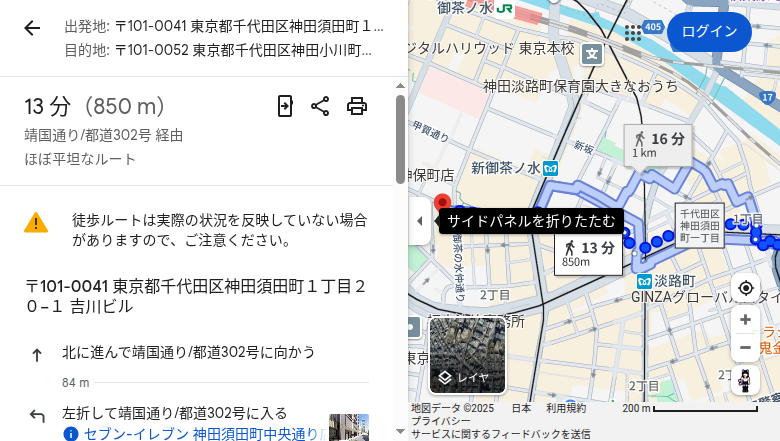 出発地: 〒101-0041 東京都千代田区神田須田町１...
目的地: 〒101-0052 東京都千代田区神田小川町...
13 分（850 m）
靖国通り/都道302号 経由
ほぼ平坦なルート
徒歩ルートは実際の状況を反映していない場合
がありますので、ご注意ください。
〒101-0041 東京都千代田区神田須田町１丁目２
０−１ 吉川ビル
北に進んで靖国通り/都道302号に向かう
84 m
左折して靖国通り/都道302号に入る
セブン-イレブン 神田須田町中央通り
御茶ノ水
JR
405
ログイン
ジタルハリウッド 東京本校
神田淡路町保育園大きなおうち
17
甲賀通り
新坂
16 分
1 km
新御茶ノ水
神保町店
サイドパネルを折りたたむ
千代田区
神田須田
町一丁目
1丁目
13 分
850m
茶の水仲通り
淡路町
GINZAグローバル
タイ
2丁目
務所
東京
レイヤ
2丁目
地図データ ©2025
日本
利用規約
200 m
プライバシー
サービスに関するフィードバックを送信